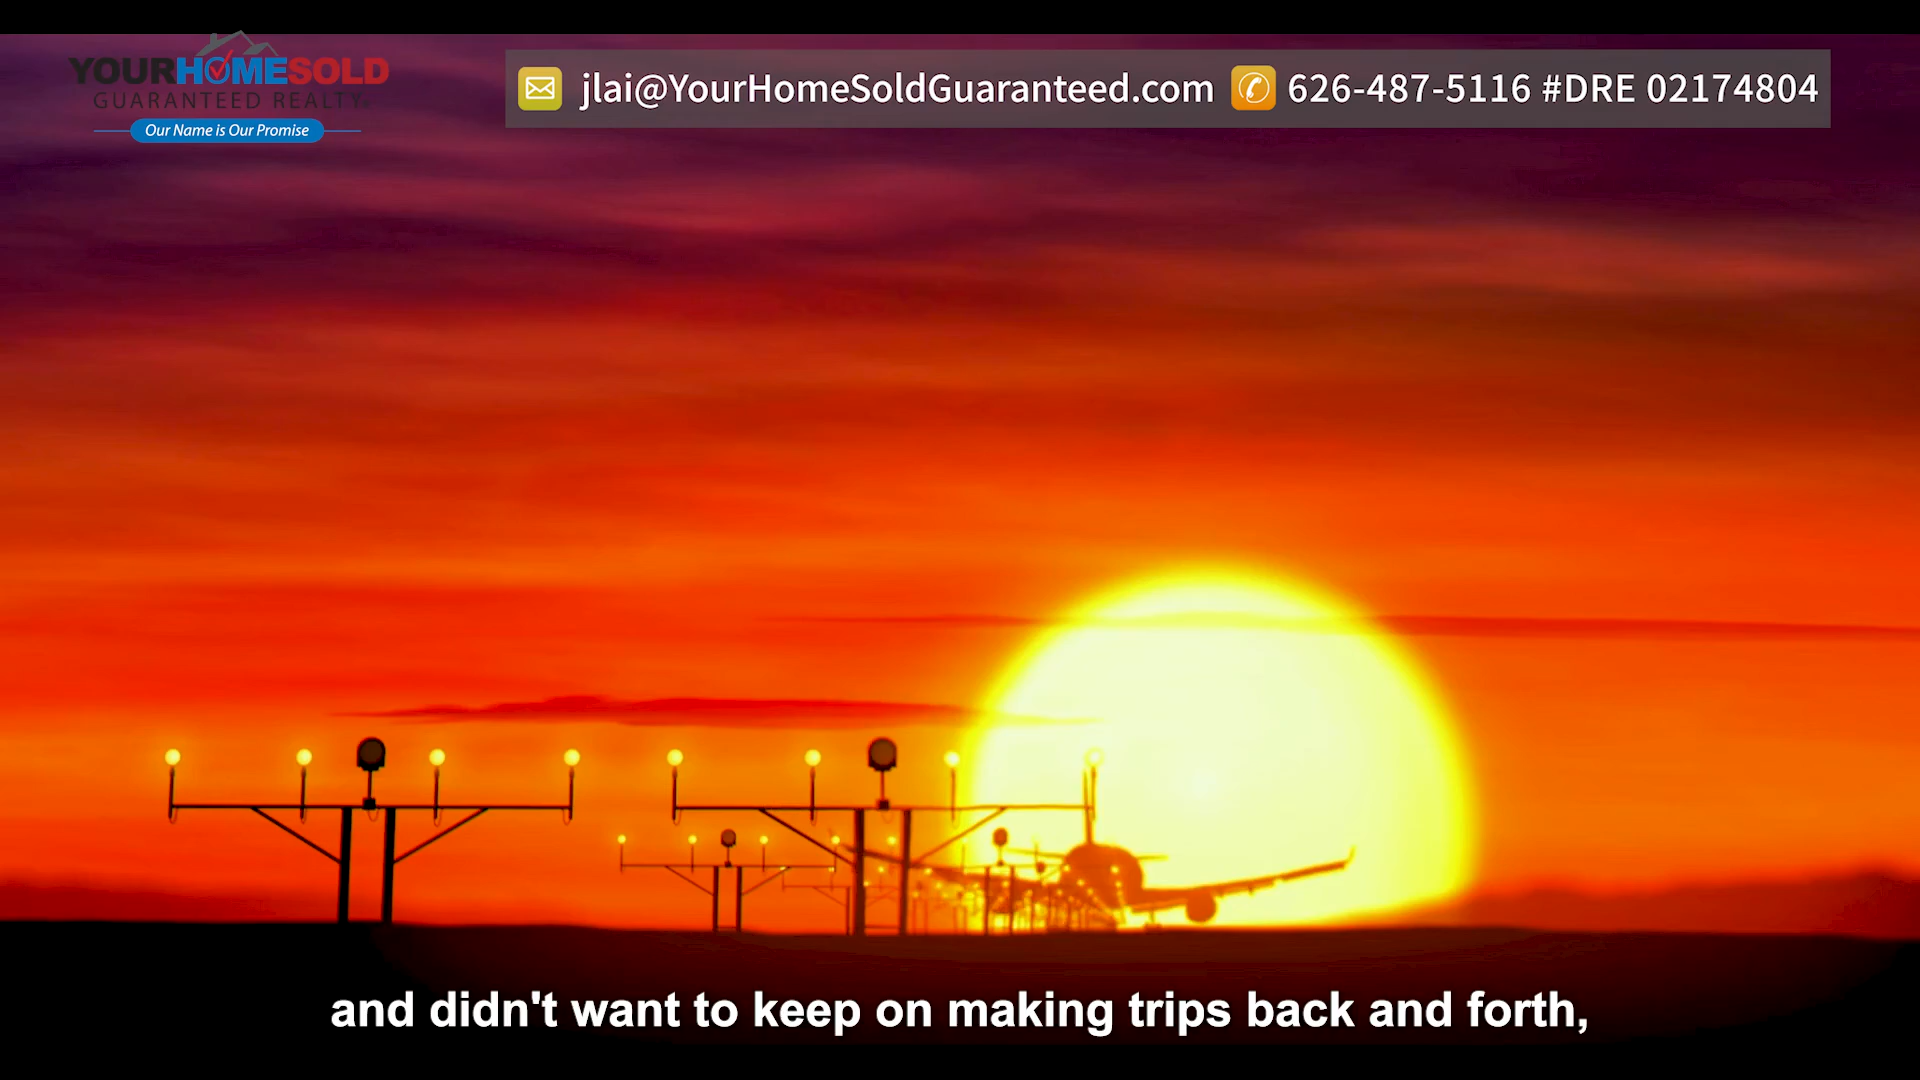 YOURHOMESOLD
GUARANTEED REALTY
Our Name is Our Promise
jlai@YourHomeSoldGuaranteed.com 626-487-5116 #DRE 02174804
and didn't want to keep on making trips back and forth,